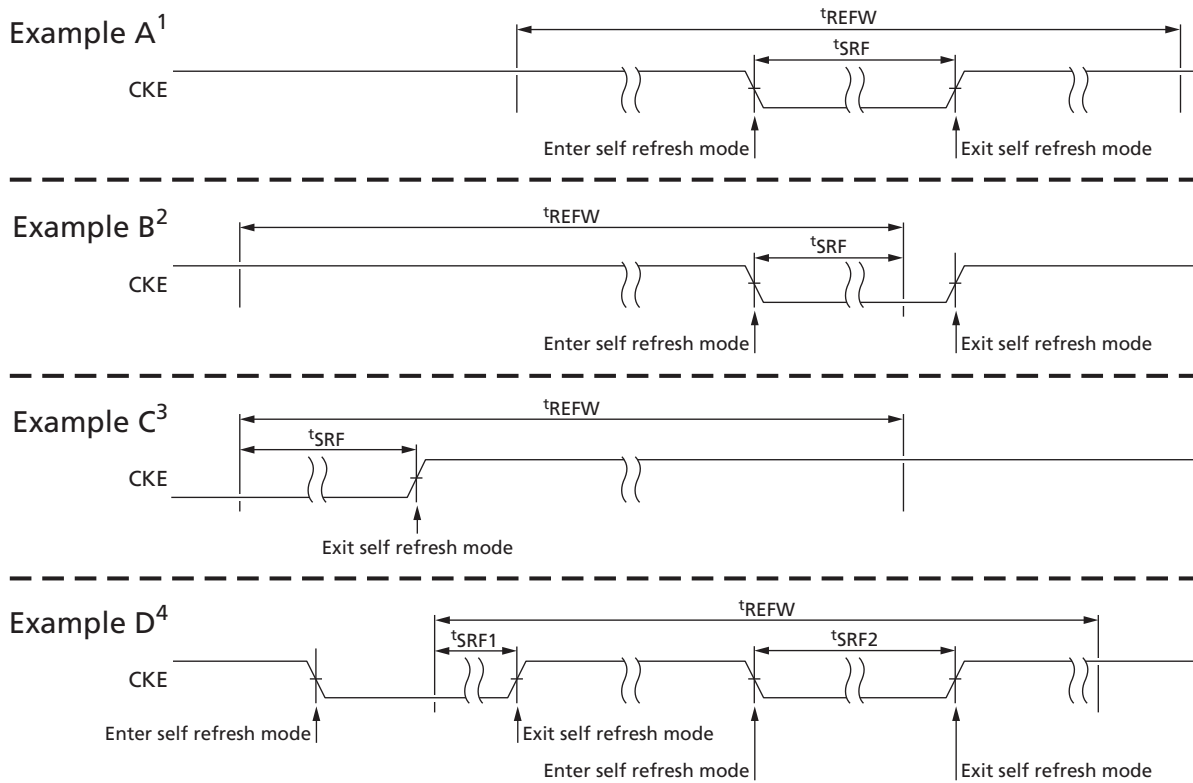 Example A¹
tREFW
tSRF
CKE
Enter self refresh mode
Exit self refresh mode
Example B²
tREFW
tSRF
CKE
Enter self refresh mode
Exit self refresh mode
Example C³
tREFW
tSRF
CKE
Exit self refresh mode
Example D⁴
tREFW
tSRF1
tSRF2
CKE
Enter self refresh mode
Exit self refresh mode
Enter self refresh mode
Exit self refresh mode